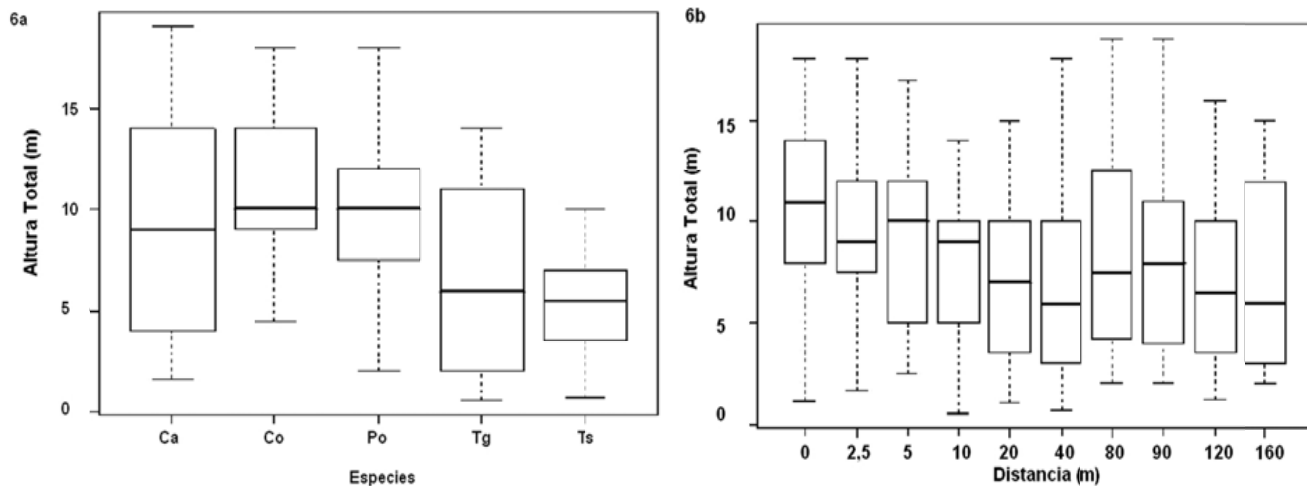 6a
Altura Total (m)
15
10
5
0
Ca Co Po Tg Ts
Especies
6b
Altura Total (m)
15
10
5
0
0 2,5 5 10 20 40 80 90 120 160
Distancia (m)